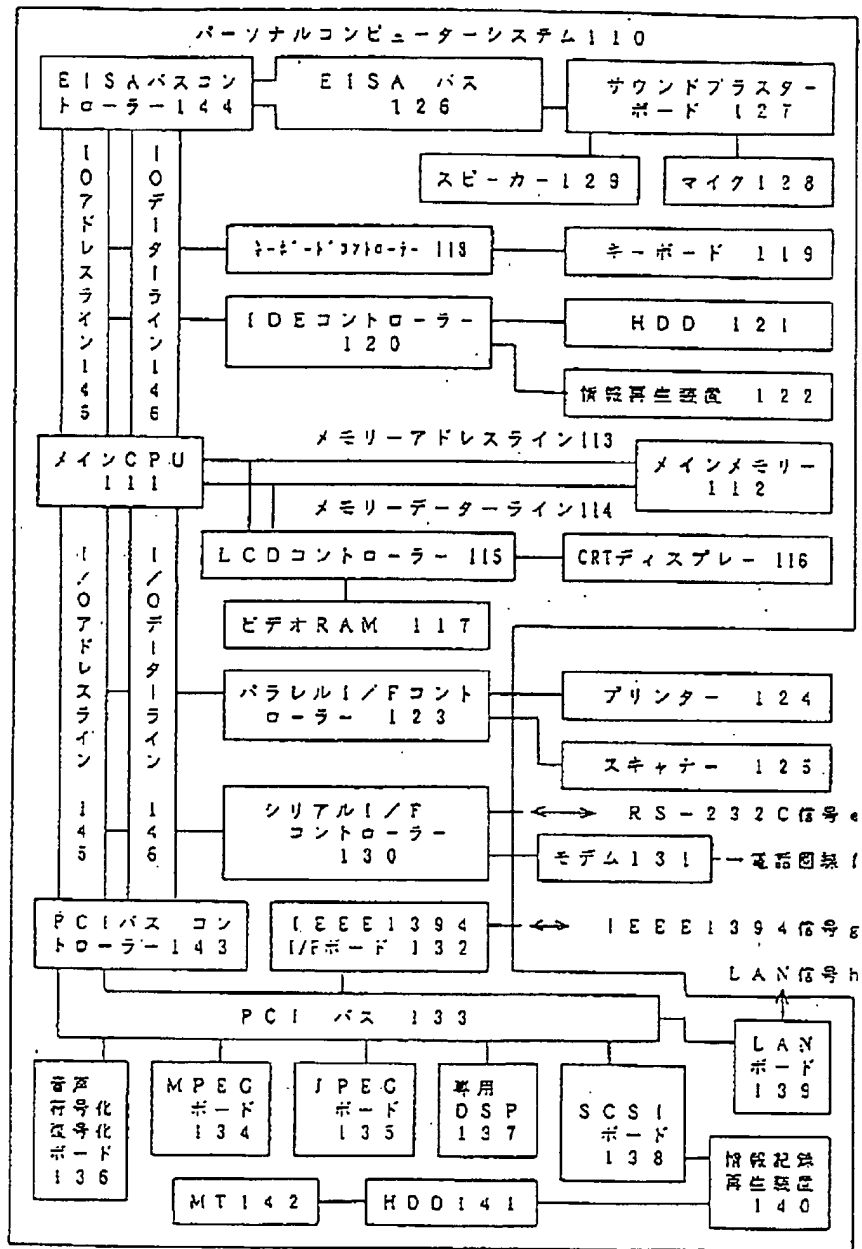 パーソナルコンピューターシステム110
EISAバスコン
トローラー144
EISA バス
126
サウンドブラスター
ボード 127
スピーカー129
マイク128
IOアドレスライン145
IOデーターライン146
キーボードコントローラー 118
キーボード 119
IDEコントローラー
120
HDD 121
情報再生装置 122
メインCPU
111
メモリーアドレスライン113
メインメモリー
112
メモリーデーターライン114
LCDコントローラー 115
CRTディスプレー 116
ビデオRAM 117
I/Oアドレスライン 145
I/Oデーターライン 146
パラレルI/Fコント
ローラー 123
プリンター 124
スキャナー 125
シリアルI/F
コントローラー
130
RS-232C信号e
モデム131
電話回線f
PCIバス コン
トローラー143
IEEE1394
I/Fボード 132
IEEE1394信号g
LAN信号h
PCI バス 133
LAN
ボード
139
音声
符号化
復号化
ボード
136
MPEG
ボード
134
JPEG
ボード
135
専用
DSP
137
SCSI
ボード
138
情報記録
再生装置
140
MT142
HDD141